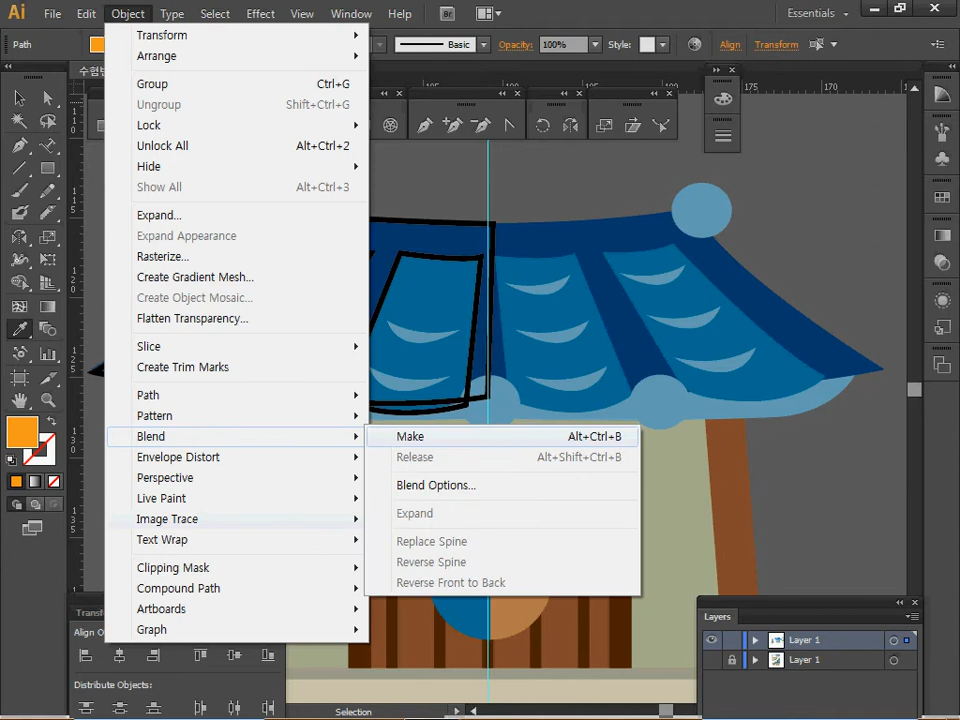 Ai File Edit Object Type Select Effect View Window Help Br Essentials
Path Basic Opacity: 100% Style: Align Transform
Transform
Arrange
Group Ctrl+G
Ungroup Shift+Ctrl+G
Lock
Unlock All Alt+Ctrl+2
Hide
Show All Alt+Ctrl+3
Expand...
Expand Appearance
Rasterize...
Create Gradient Mesh...
Create Object Mosaic...
Flatten Transparency...
Slice
Create Trim Marks
Path
Pattern
Blend
Envelope Distort
Perspective
Live Paint
Image Trace
Text Wrap
Clipping Mask
Compound Path
Artboards
Graph
Make Alt+Ctrl+B
Release Alt+Shift+Ctrl+B
Blend Options...
Expand
Replace Spine
Reverse Spine
Reverse Front to Back
175 170
Layers
Layer 1
Layer 1
Align O
Distribute Objects:
Selection